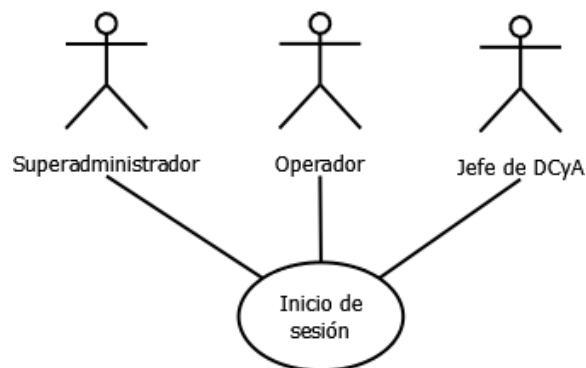 Superadministrador
Operador
Jefe de DCyA
Inicio de
sesión